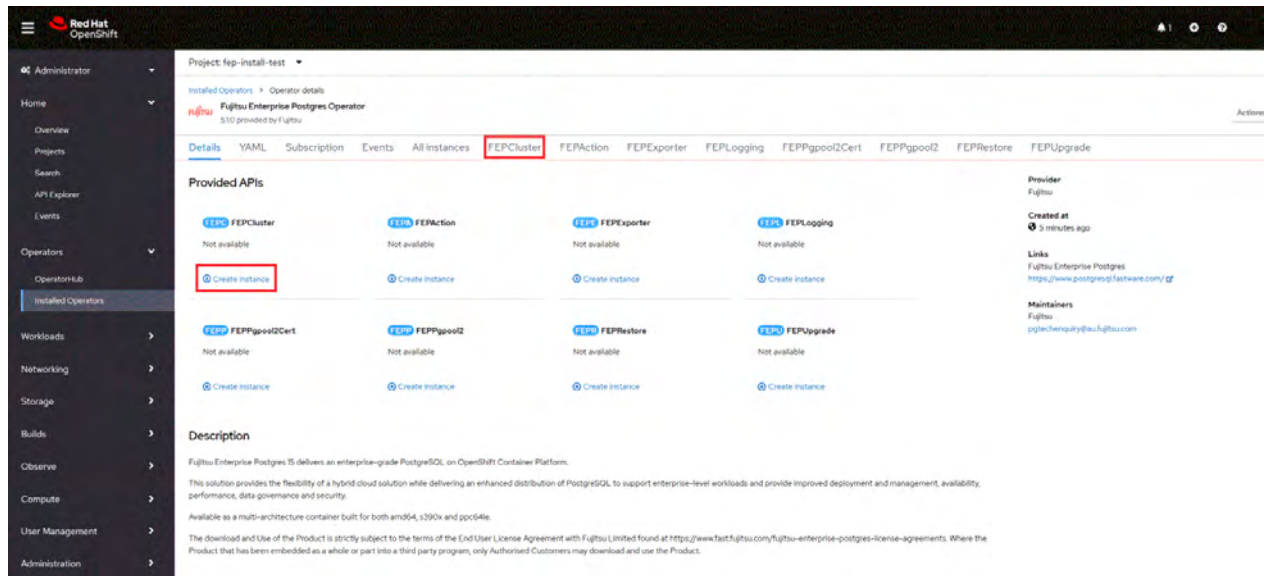 Red Hat
OpenShift
1
Administrator
Home
Overview
Projects
Search
API Explorer
Events
Operators
OperatorHub
Installed Operators
Workloads
Networking
Storage
Builds
Observe
Compute
User Management
Administration
Project: fep-install-test
Installed Operators > Operator details
FUJITSU
Fujitsu Enterprise Postgres Operator
5.1.0 provided by Fujitsu
Actions
Details YAML Subscription Events All instances FEPCluster FEPAction FEPExporter FEPLogging FEPPgpool2Cert FEPPgpool2 FEPRestore FEPUpgrade
Provided APIs
FEPC FEPCluster FEPA FEPAction FEPE FEPExporter FEPL FEPLogging
Not available Not available Not available Not available
Create instance Create instance Create instance Create instance
FEPP FEPPgpool2Cert FEPP FEPPgpool2 FEPR FEPRestore FEPU FEPUpgrade
Not available Not available Not available Not available
Create instance Create instance Create instance Create instance
Description
Fujitsu Enterprise Postgres 15 delivers an enterprise-grade PostgreSQL on OpenShift Container Platform.
This solution provides the flexibility of a hybrid cloud solution while delivering an enhanced distribution of PostgreSQL to support enterprise-level workloads and provide improved deployment and management, availability,
performance, data governance and security.
Available as a multi-architecture container built for both amd64, s390x and ppc64le.
The download and Use of the Product is strictly subject to the terms of the End User License Agreement with Fujitsu Limited found at https://www.fast.fujitsu.com/fujitsu-enterprise-postgres-license-agreements. Where the
Product that has been embedded as a whole or part into a third party program, only Authorised Customers may download and use the Product.
Provider
Fujitsu
Created at
5 minutes ago
Links
Fujitsu Enterprise Postgres
https://www.postgresql.fastware.com/
Maintainers
Fujitsu
pgtechenquiry@au.fujitsu.com